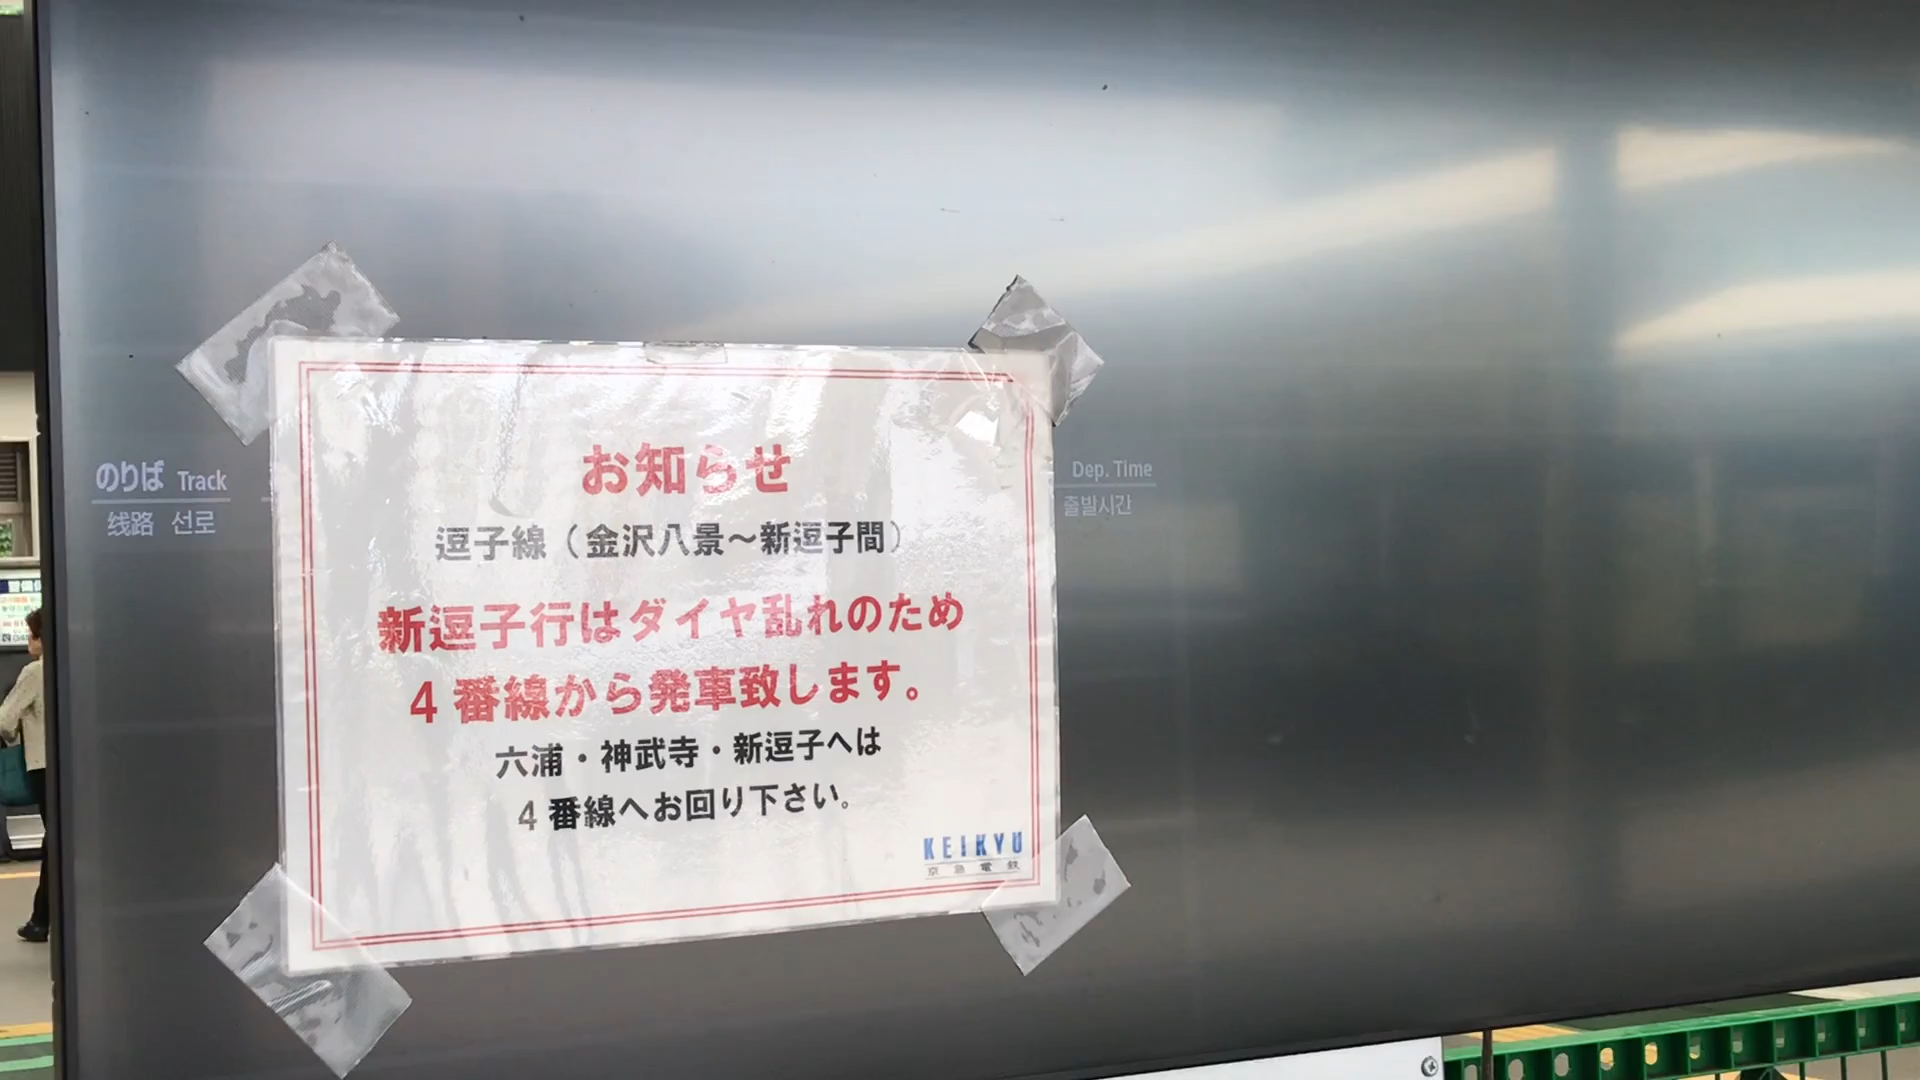 のりば Track
线路 선로
Dep. Time
출발시간
お知らせ
逗子線（金沢八景～新逗子間）
新逗子行はダイヤ乱れのため
4番線から発車致します。
六浦・神武寺・新逗子へは
4番線へお回り下さい。
KEIKYU
京急電鉄